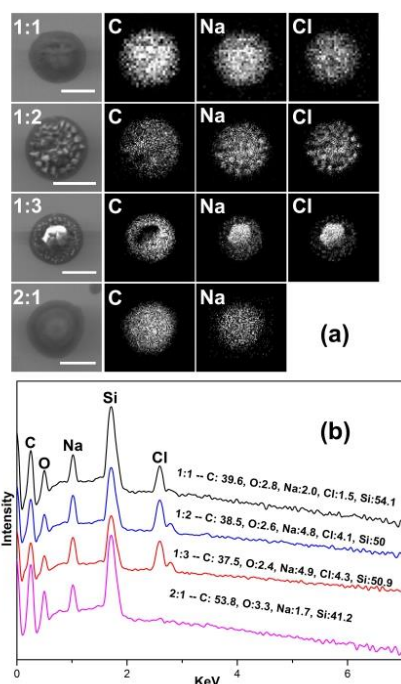 1:1 C Na Cl
1:2 C Na Cl
1:3 C Na Cl
2:1 C Na
(a)
(b)
Si
C
O
Na
Cl
1:1 -- C: 39.6, O:2.8, Na:2.0, Cl:1.5, Si:54.1
1:2 -- C: 38.5, O:2.6, Na:4.8, Cl:4.1, Si:50
1:3 -- C: 37.5, O:2.4, Na:4.9, Cl:4.3, Si:50.9
2:1 -- C: 53.8, O:3.3, Na:1.7, Si:41.2
Intensity
0 2 4 6
KeV